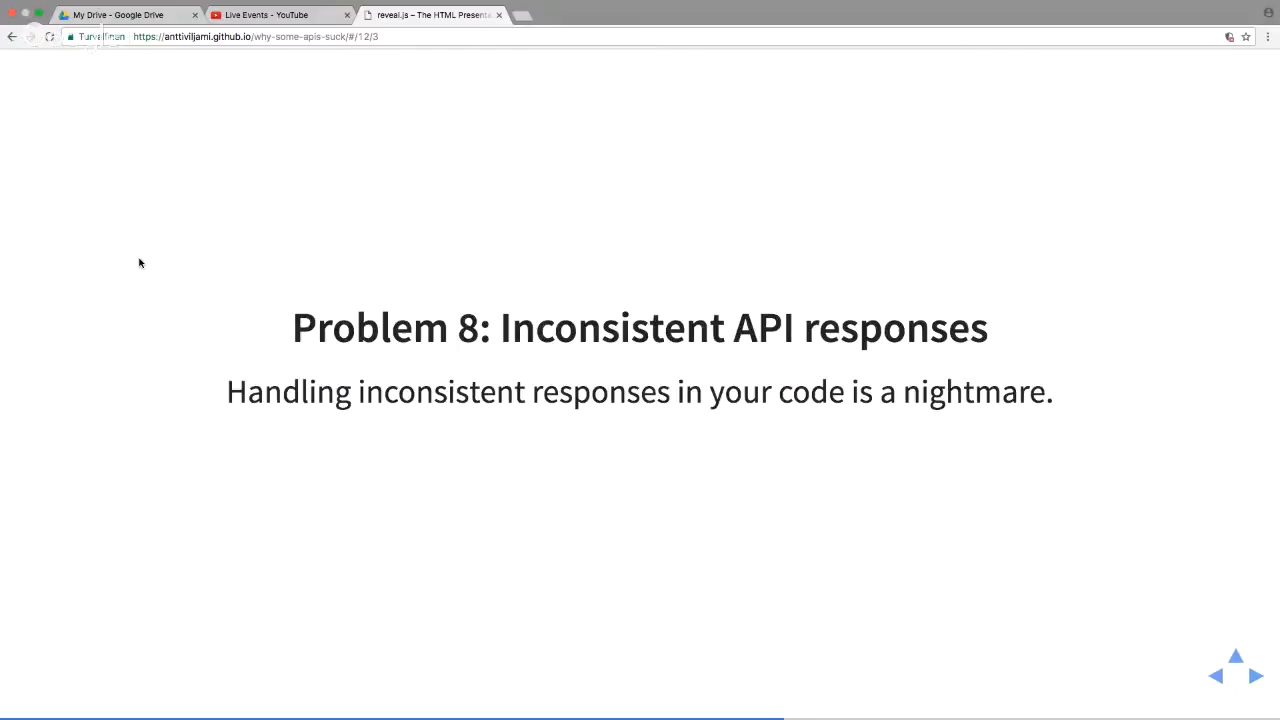 My Drive - Google Drive
Live Events - YouTube
reveal.js – The HTML Presenta
Turvallinen
https://anttiviljami.github.io/why-some-apis-suck/#/12/3
Problem 8: Inconsistent API responses
Handling inconsistent responses in your code is a nightmare.